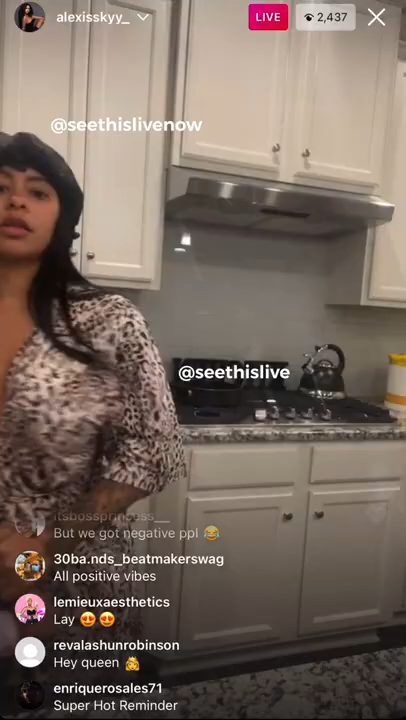 alexisskyy_
LIVE
2,437
@seethislivenow
@seethislive
itsbossprincess___
But we got negative ppl 😂
30ba.nds_beatmakerswag
All positive vibes
lemieuxaesthetics
Lay 😍😍
revalashunrobinson
Hey queen 👸
enriquerosales71
Super Hot Reminder